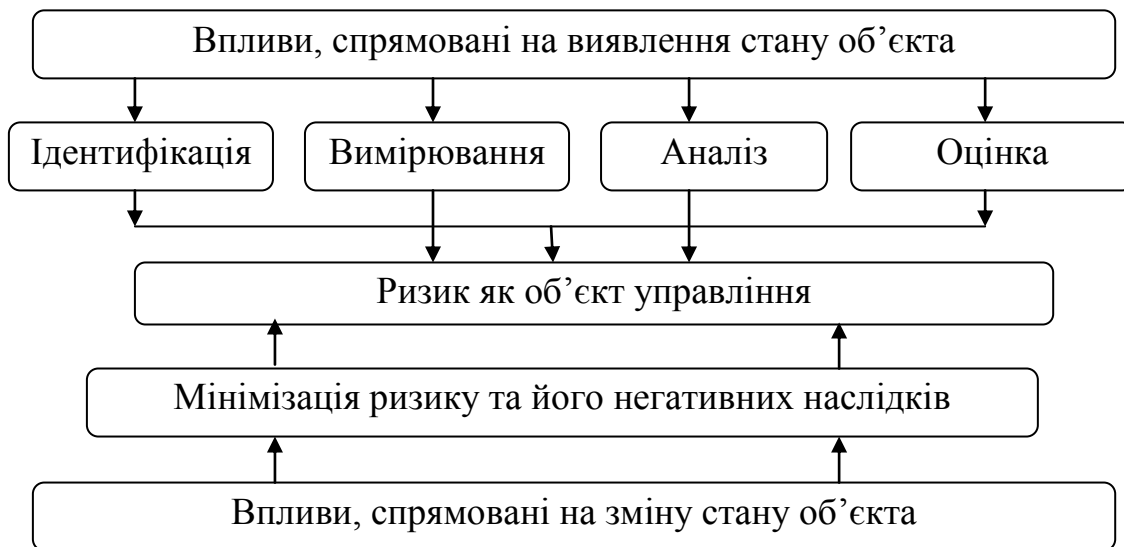 Впливи, спрямовані на виявлення стану об’єкта
Ідентифікація
Вимірювання
Аналіз
Оцінка
Ризик як об’єкт управління
Мінімізація ризику та його негативних наслідків
Впливи, спрямовані на зміну стану об’єкта